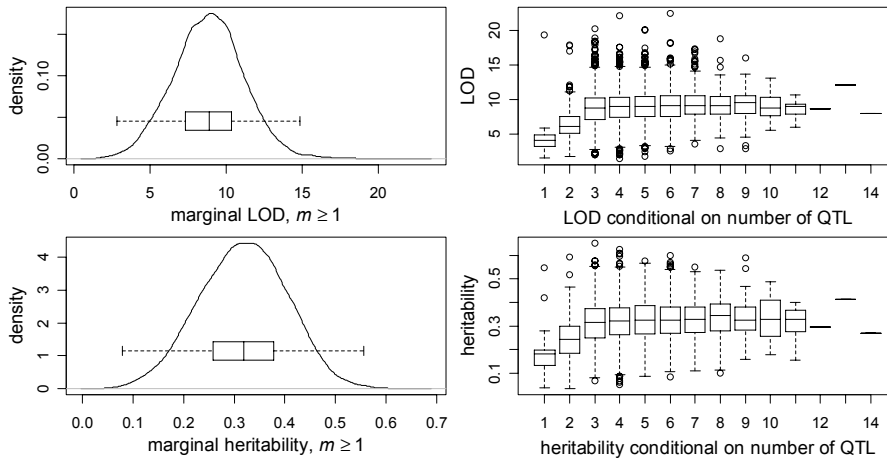 density
0.00
0.10
0 5 10 15 20
marginal LOD, m ≥ 1
LOD
5
10
15
20
1 2 3 4 5 6 7 8 9 10 12 14
LOD conditional on number of QTL
density
0
1
2
3
4
0.0 0.1 0.2 0.3 0.4 0.5 0.6 0.7
marginal heritability, m ≥ 1
heritability
0.1
0.3
0.5
1 2 3 4 5 6 7 8 9 10 12 14
heritability conditional on number of QTL